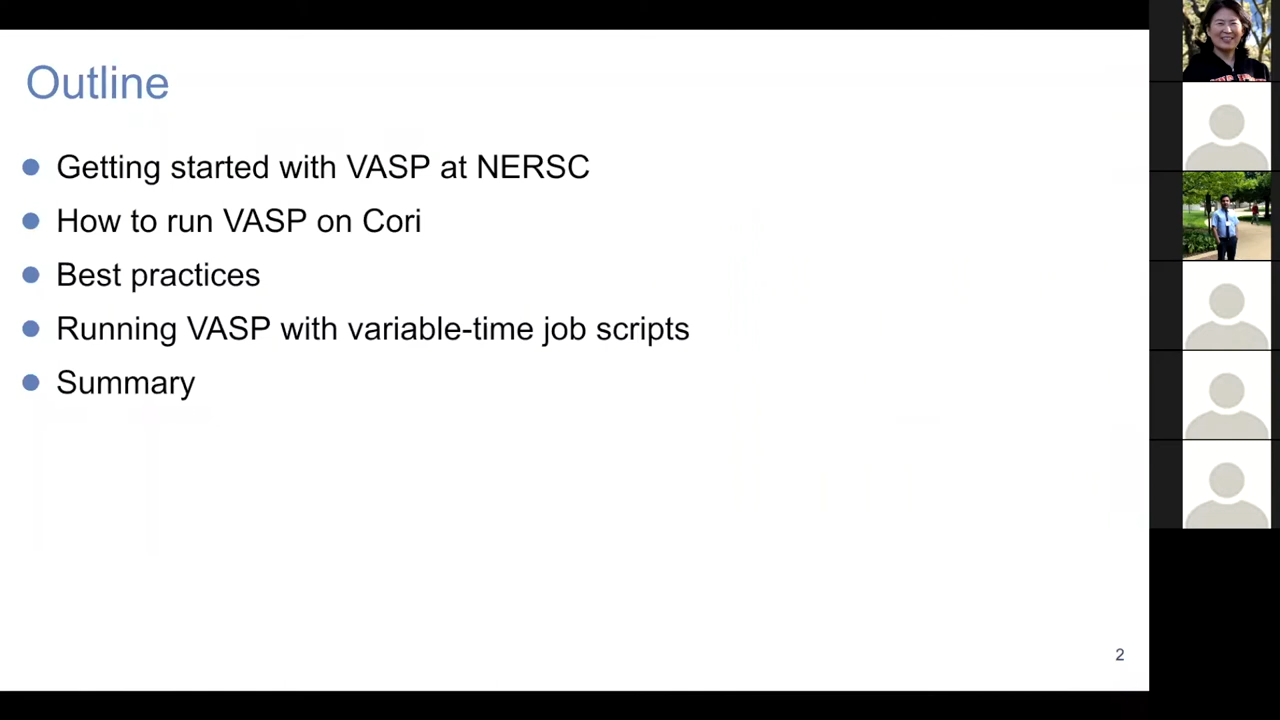 Outline
Getting started with VASP at NERSC
How to run VASP on Cori
Best practices
Running VASP with variable-time job scripts
Summary
2